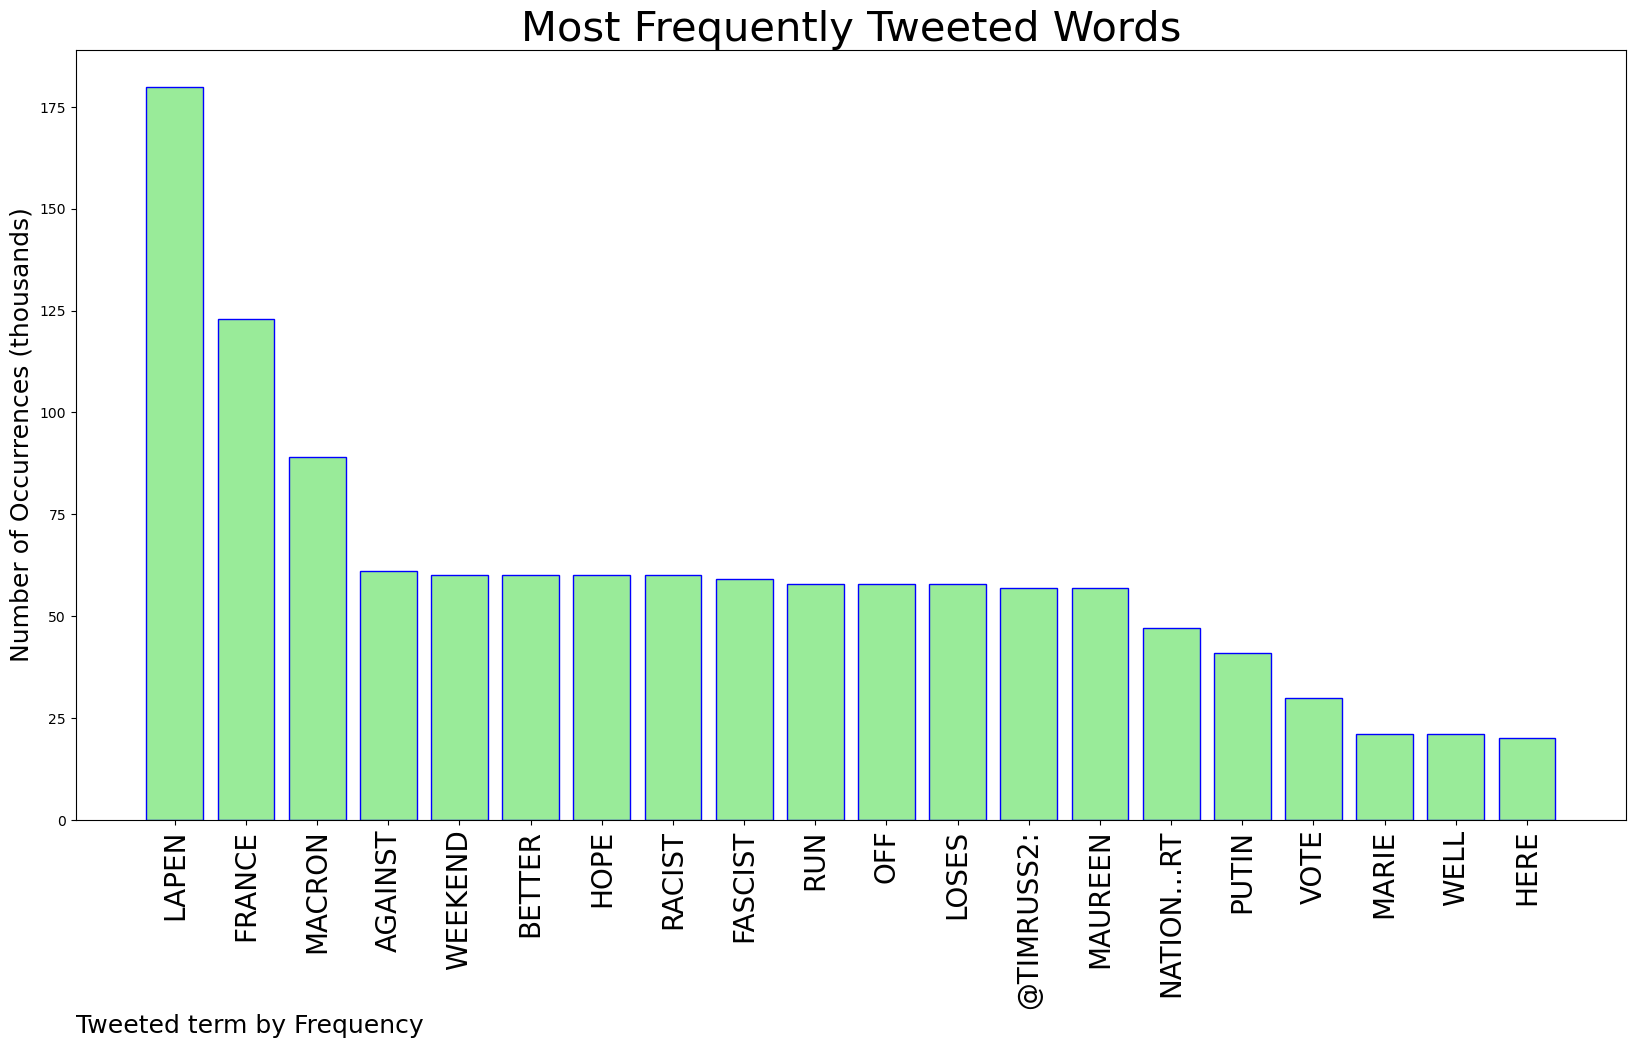 Most Frequently Tweeted Words
Number of Occurrences (thousands)
175
150
125
100
75
50
25
0
LAPEN
FRANCE
MACRON
AGAINST
WEEKEND
BETTER
HOPE
RACIST
FASCIST
RUN
OFF
LOSES
@TIMRUSS2:
MAUREEN
NATION...RT
PUTIN
VOTE
MARIE
WELL
HERE
Tweeted term by Frequency